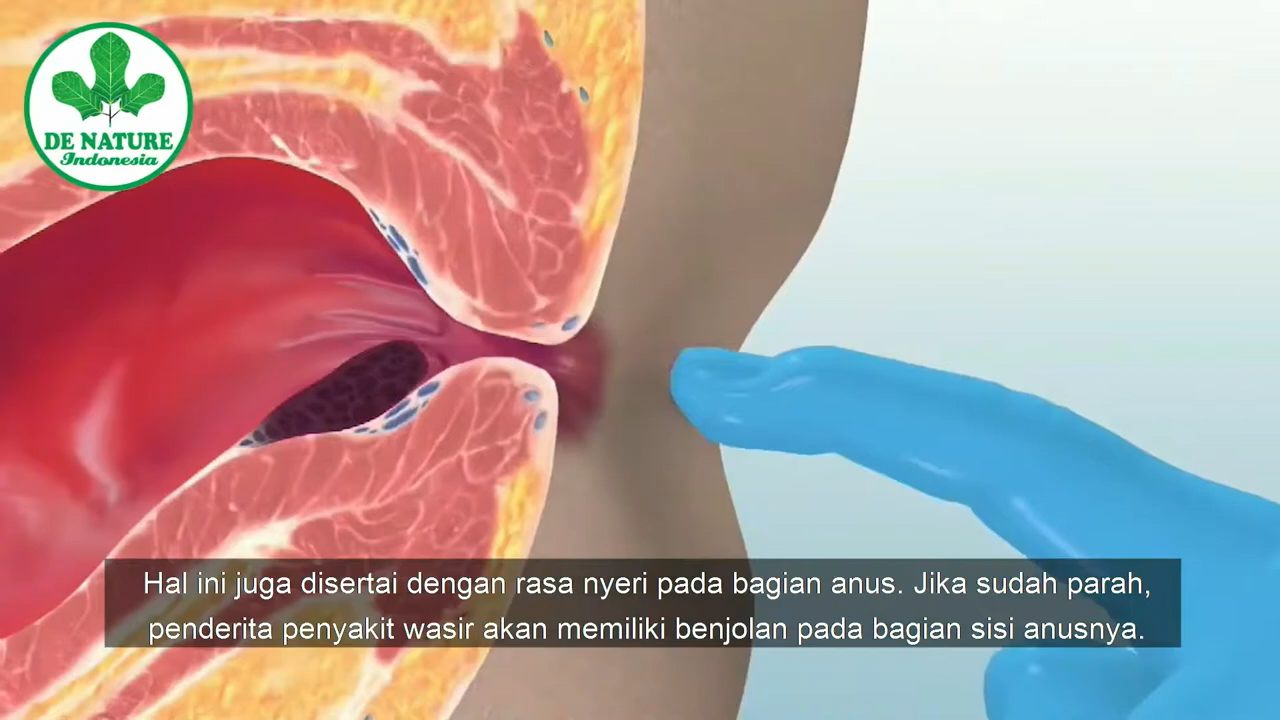 DE NATURE
Indonesia
Hal ini juga disertai dengan rasa nyeri pada bagian anus. Jika sudah parah,
penderita penyakit wasir akan memiliki benjolan pada bagian sisi anusnya.